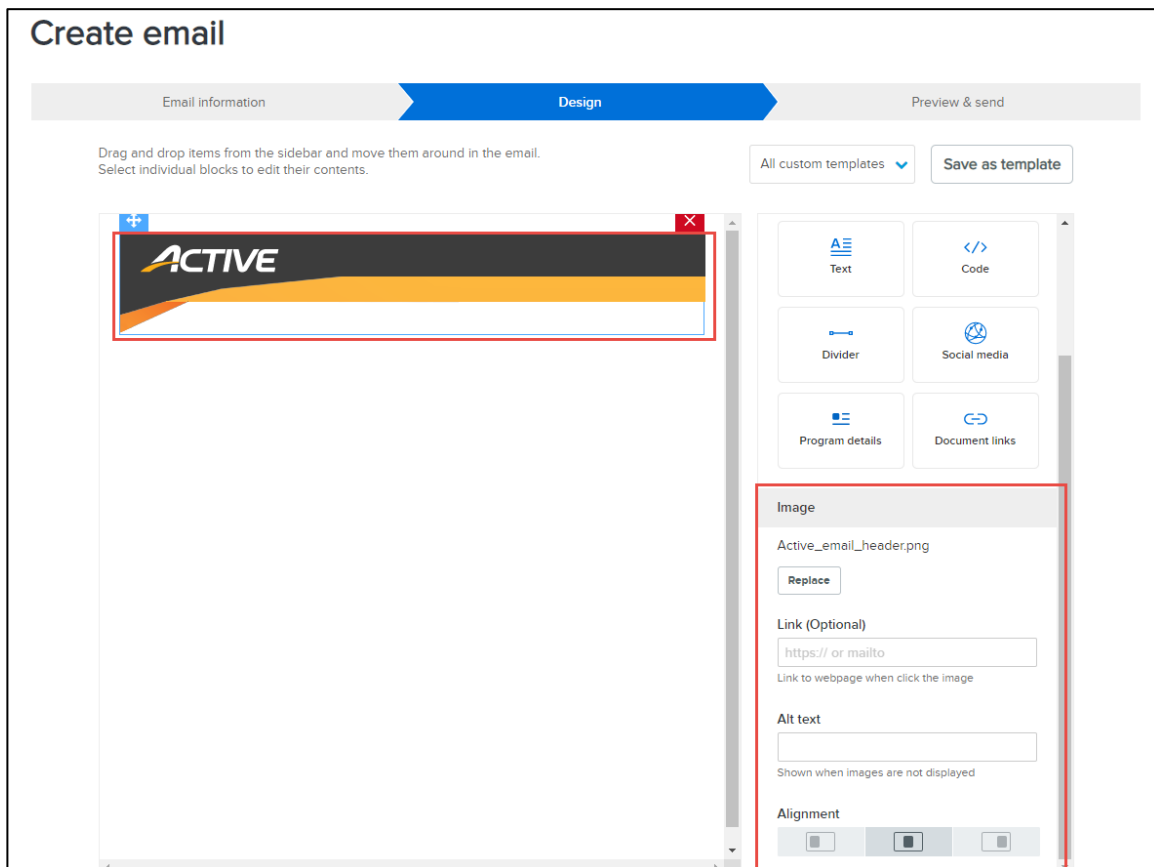 Create email
Email information
Design
Preview & send
Drag and drop items from the sidebar and move them around in the email.
Select individual blocks to edit their contents.
All custom templates
Save as template
ACTIVE
Text
Code
Divider
Social media
Program details
Document links
Image
Active_email_header.png
Replace
Link (Optional)
https:// or mailto
Link to webpage when click the image
Alt text
Shown when images are not displayed
Alignment